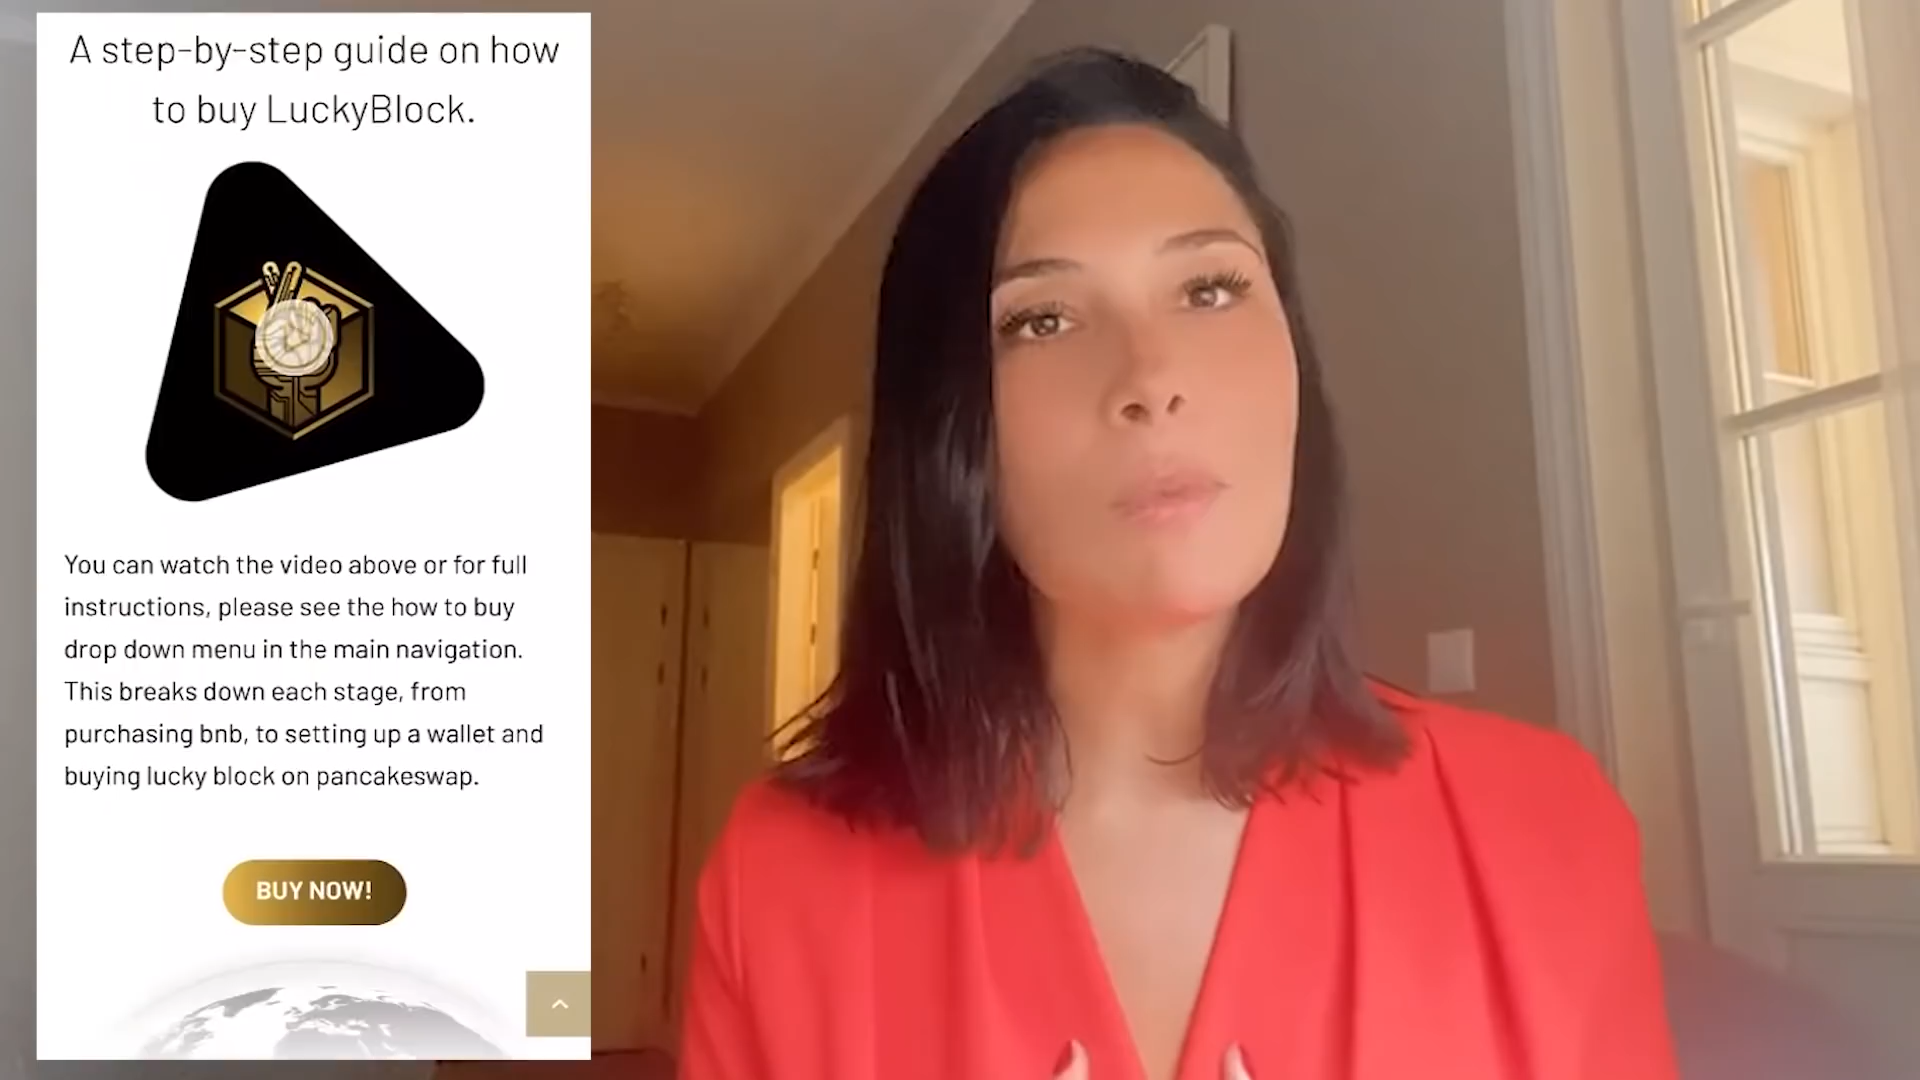 A step-by-step guide on how
to buy LuckyBlock.
You can watch the video above or for full
instructions, please see the how to buy
drop down menu in the main navigation.
This breaks down each stage, from
purchasing bnb, to setting up a wallet and
buying lucky block on pancakeswap.
BUY NOW!